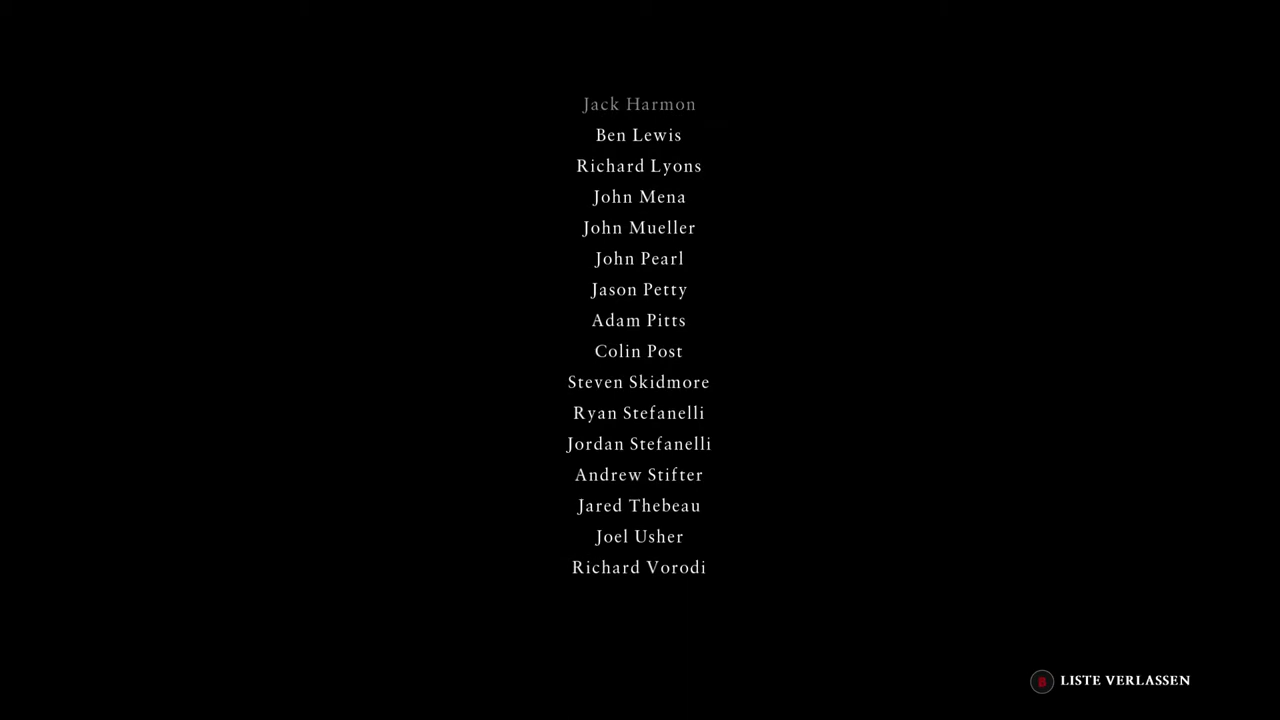 Jack Harmon
Ben Lewis
Richard Lyons
John Mena
John Mueller
John Pearl
Jason Petty
Adam Pitts
Colin Post
Steven Skidmore
Ryan Stefanelli
Jordan Stefanelli
Andrew Stifter
Jared Thebeau
Joel Usher
Richard Vorodi
B LISTE VERLASSEN